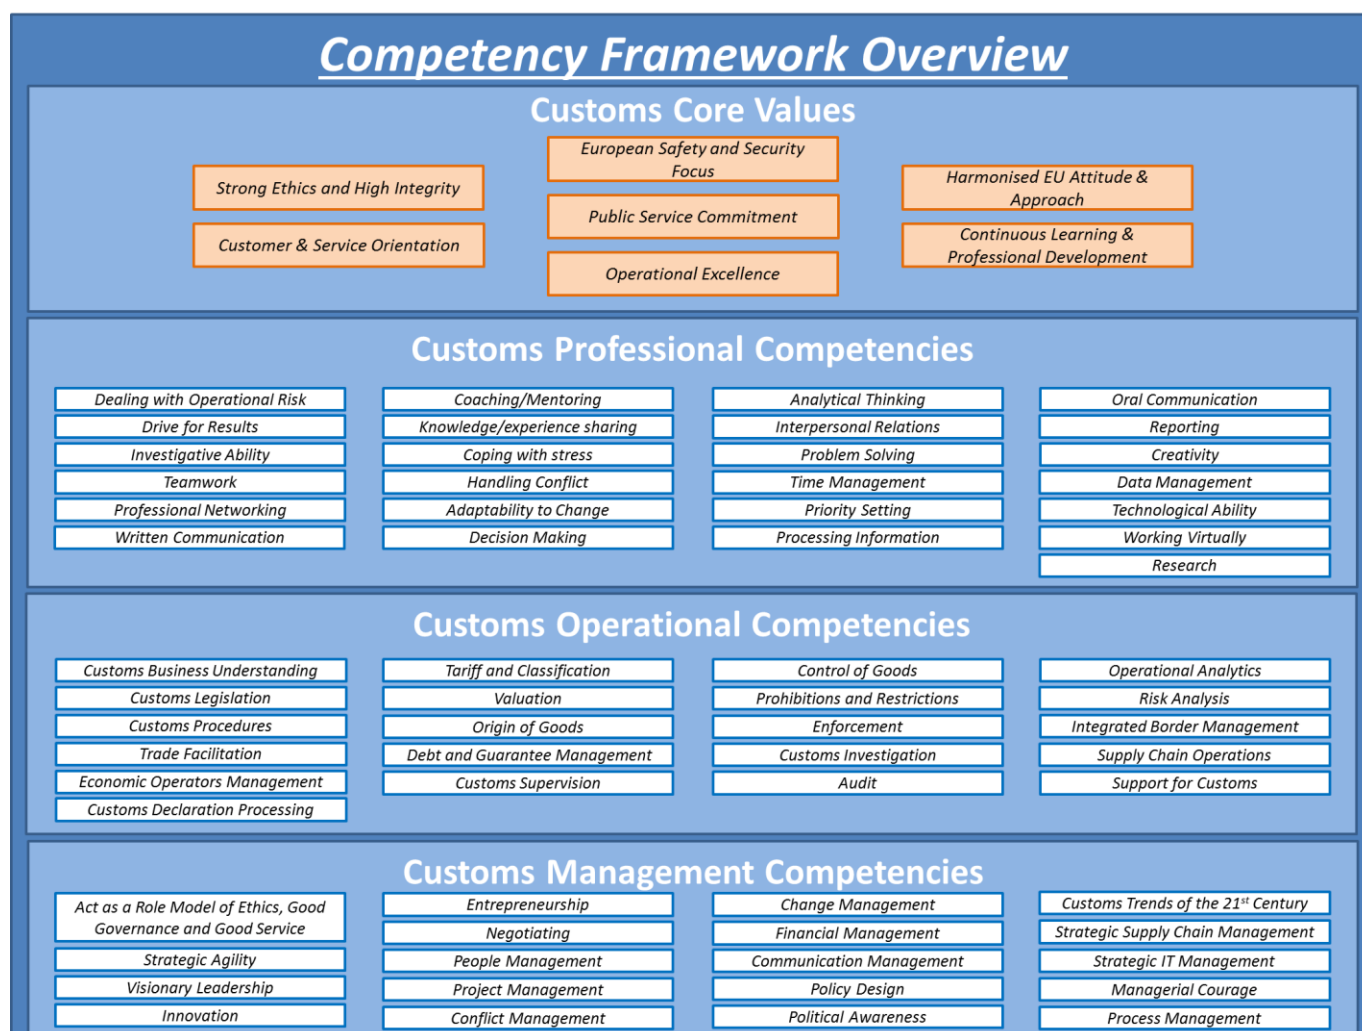 Competency Framework Overview
Customs Core Values
Strong Ethics and High Integrity
Customer & Service Orientation
European Safety and Security
Focus
Public Service Commitment
Operational Excellence
Harmonised EU Attitude &
Approach
Continuous Learning &
Professional Development
Customs Professional Competencies
Dealing with Operational Risk
Drive for Results
Investigative Ability
Teamwork
Professional Networking
Written Communication
Coaching/Mentoring
Knowledge/experience sharing
Coping with stress
Handling Conflict
Adaptability to Change
Decision Making
Analytical Thinking
Interpersonal Relations
Problem Solving
Time Management
Priority Setting
Processing Information
Oral Communication
Reporting
Creativity
Data Management
Technological Ability
Working Virtually
Research
Customs Operational Competencies
Customs Business Understanding
Customs Legislation
Customs Procedures
Trade Facilitation
Economic Operators Management
Customs Declaration Processing
Tariff and Classification
Valuation
Origin of Goods
Debt and Guarantee Management
Customs Supervision
Control of Goods
Prohibitions and Restrictions
Enforcement
Customs Investigation
Audit
Operational Analytics
Risk Analysis
Integrated Border Management
Supply Chain Operations
Support for Customs
Customs Management Competencies
Act as a Role Model of Ethics, Good
Governance and Good Service
Strategic Agility
Visionary Leadership
Innovation
Entrepreneurship
Negotiating
People Management
Project Management
Conflict Management
Change Management
Financial Management
Communication Management
Policy Design
Political Awareness
Customs Trends of the 21st Century
Strategic Supply Chain Management
Strategic IT Management
Managerial Courage
Process Management